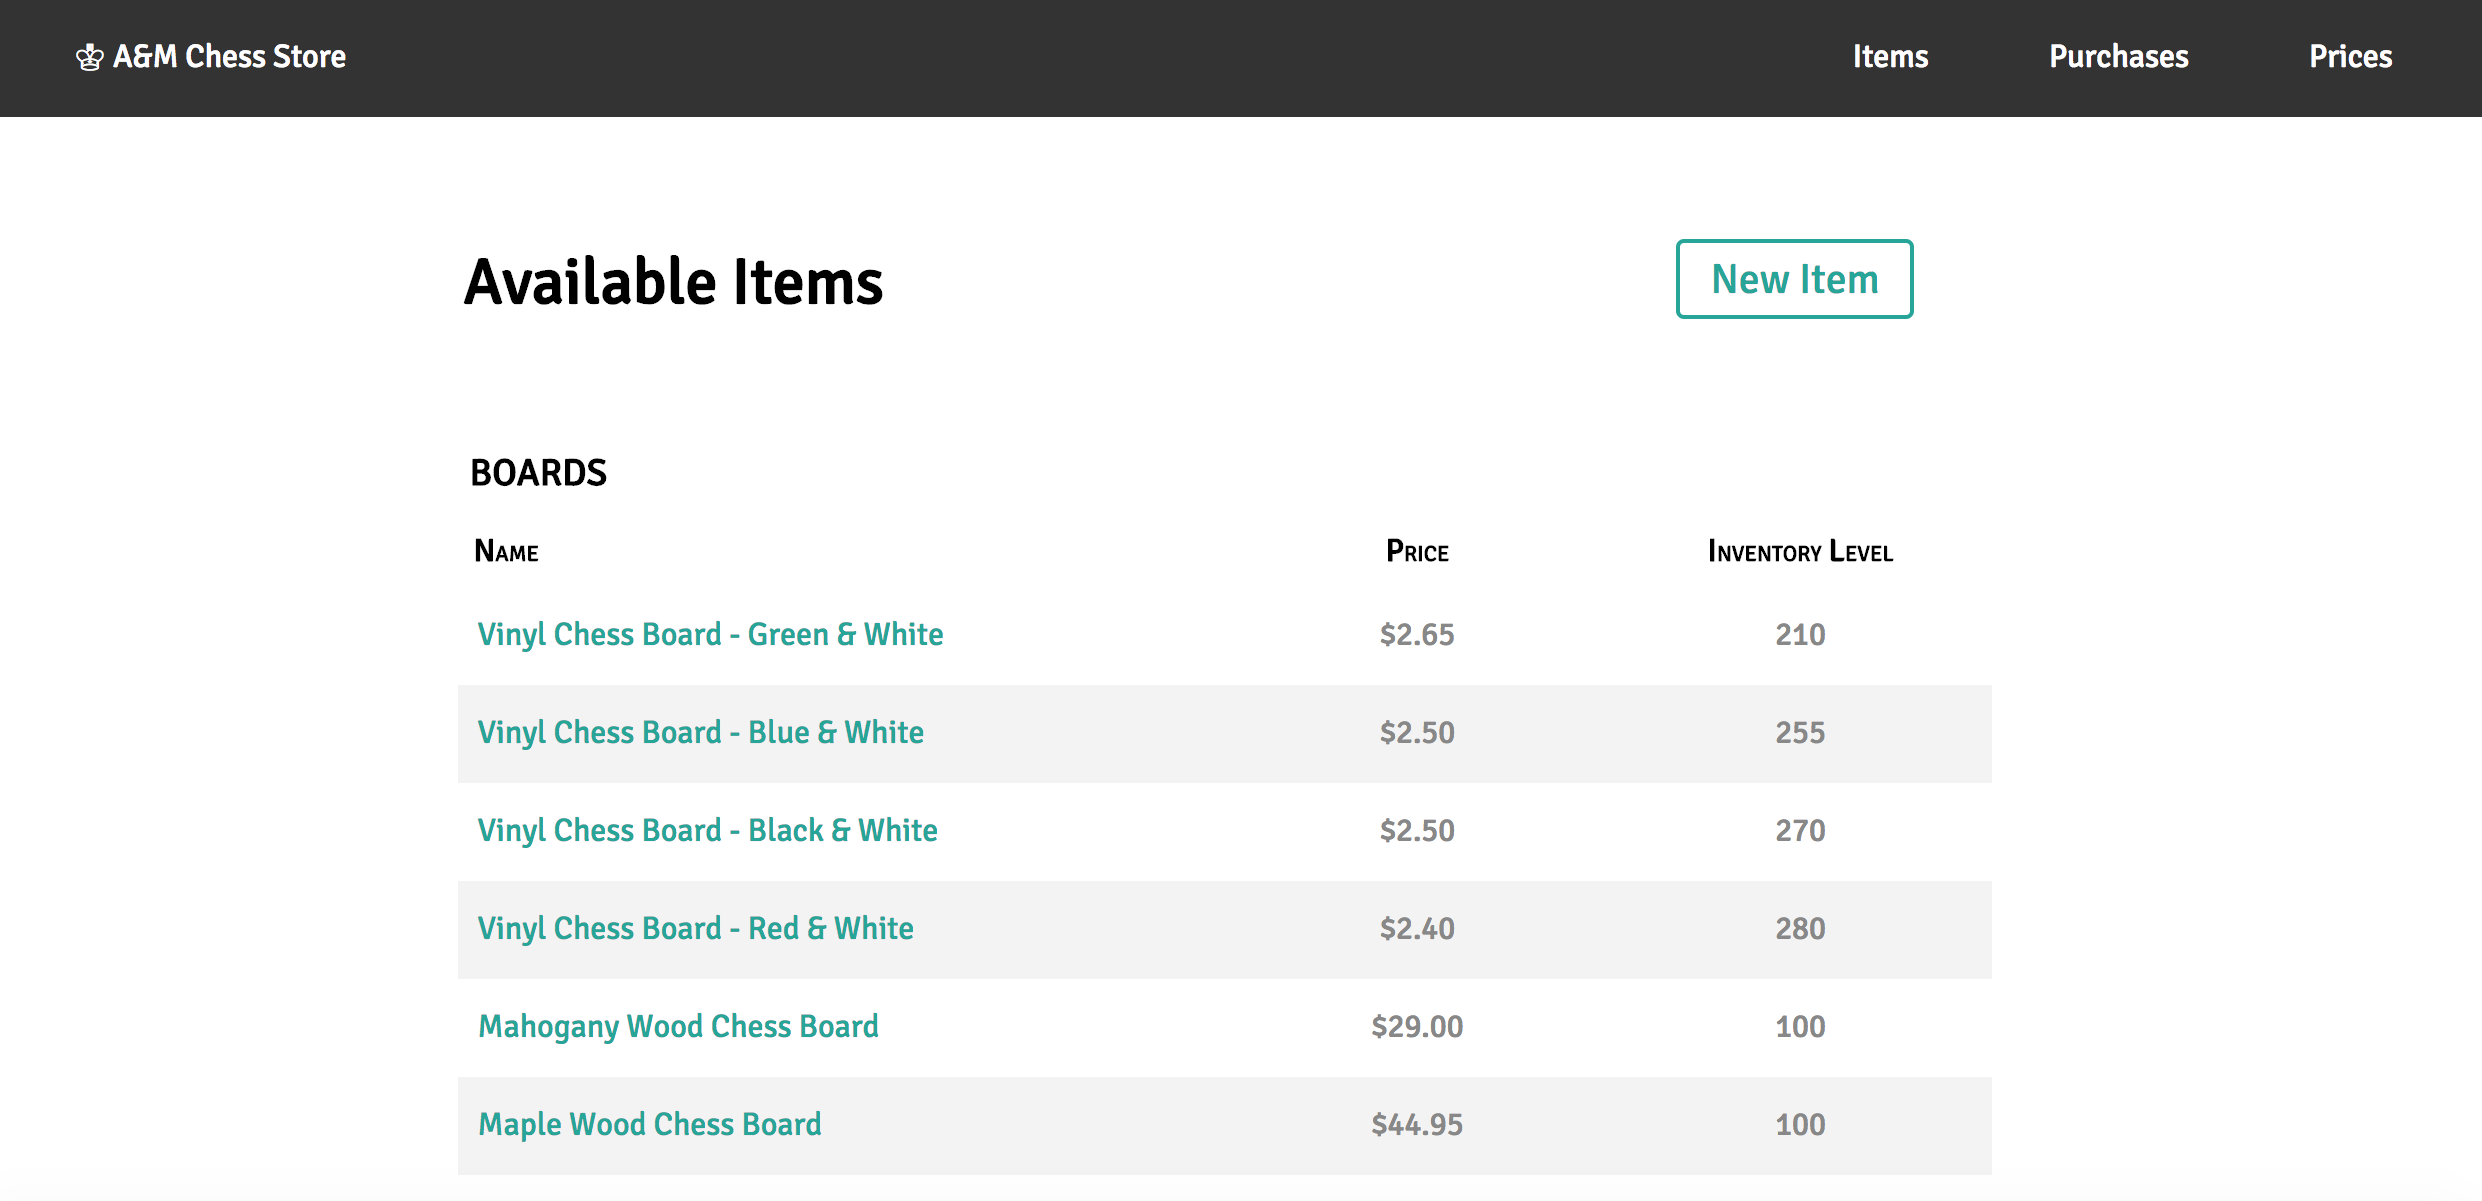 ♔ A&M Chess Store Items Purchases Prices
Available Items New Item
BOARDS
Name Price Inventory Level
Vinyl Chess Board - Green & White $2.65 210
Vinyl Chess Board - Blue & White $2.50 255
Vinyl Chess Board - Black & White $2.50 270
Vinyl Chess Board - Red & White $2.40 280
Mahogany Wood Chess Board $29.00 100
Maple Wood Chess Board $44.95 100